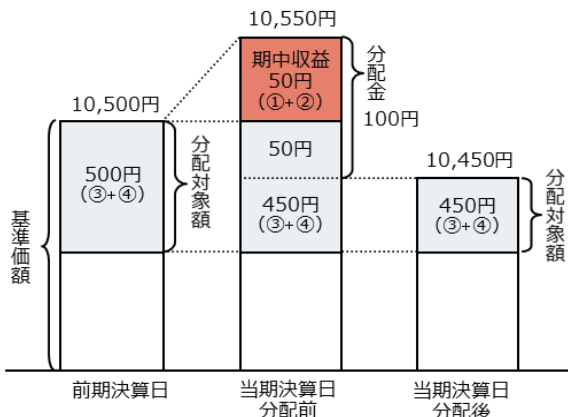 10,550円
期中収益
50円
(①+②)
分配金
100円
10,500円
500円
(③+④)
分配対象額
50円
450円
(③+④)
10,450円
450円
(③+④)
分配対象額
基準価額
前期決算日
当期決算日
分配前
当期決算日
分配後